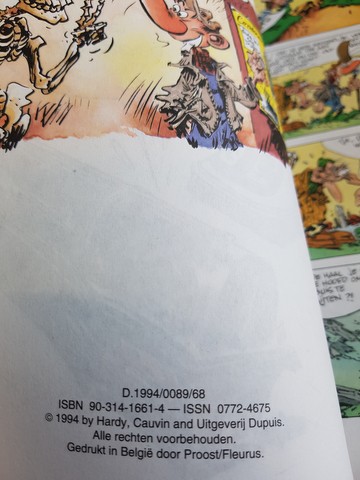 D.1994/0089/68
ISBN 90-314-1661-4 — ISSN 0772-4675
© 1994 by Hardy, Cauvin and Uitgeverij Dupuis.
Alle rechten voorbehouden.
Gedrukt in België door Proost/Fleurus.